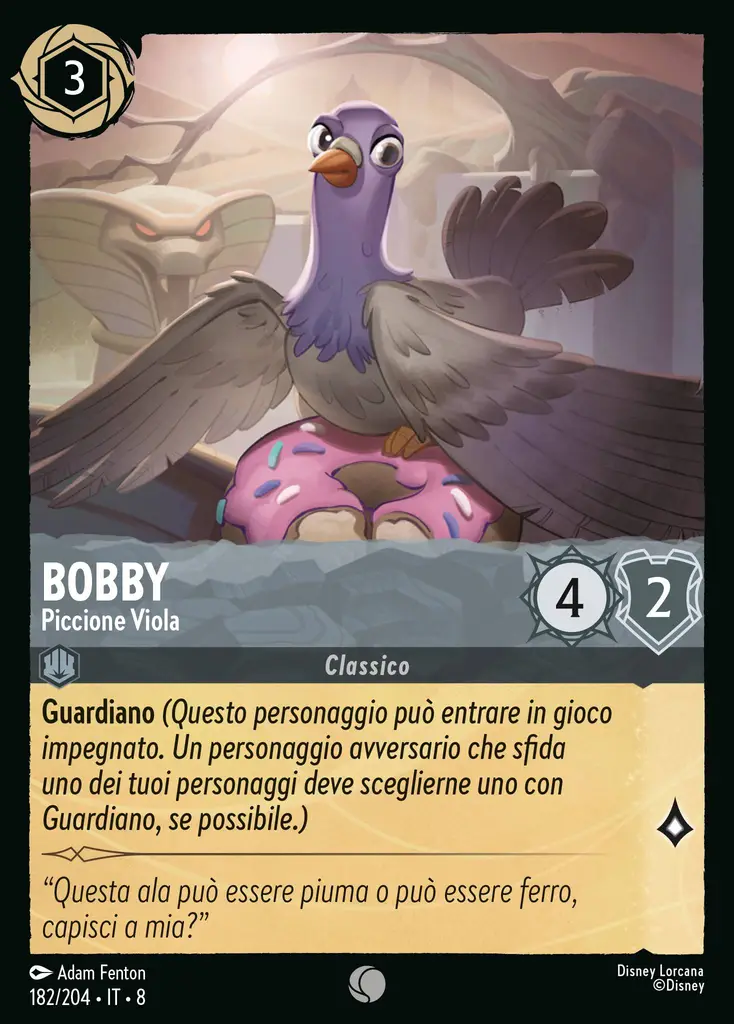 3
BOBBY
Piccione Viola
4
2
Classico
Guardiano (Questo personaggio può entrare in gioco
impegnato. Un personaggio avversario che sfida
uno dei tuoi personaggi deve sceglierne uno con
Guardiano, se possibile.)
“Questa ala può essere piuma o può essere ferro,
capisci a mia?”
Adam Fenton
182/204 • IT • 8
Disney Lorcana
©Disney